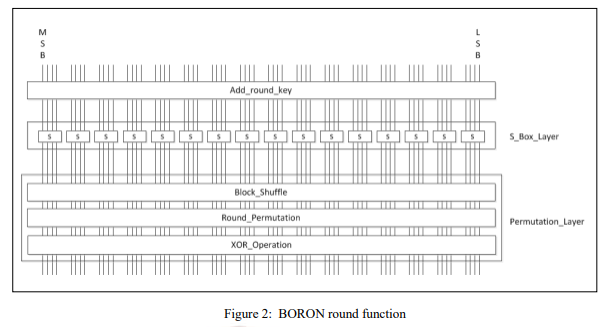 M L
S S
B B
Add_round_key
S S S S S S S S S S S S S S S S
S_Box_Layer
Block_Shuffle
Round_Permutation
Permutation_Layer
XOR_Operation
Figure 2: BORON round function